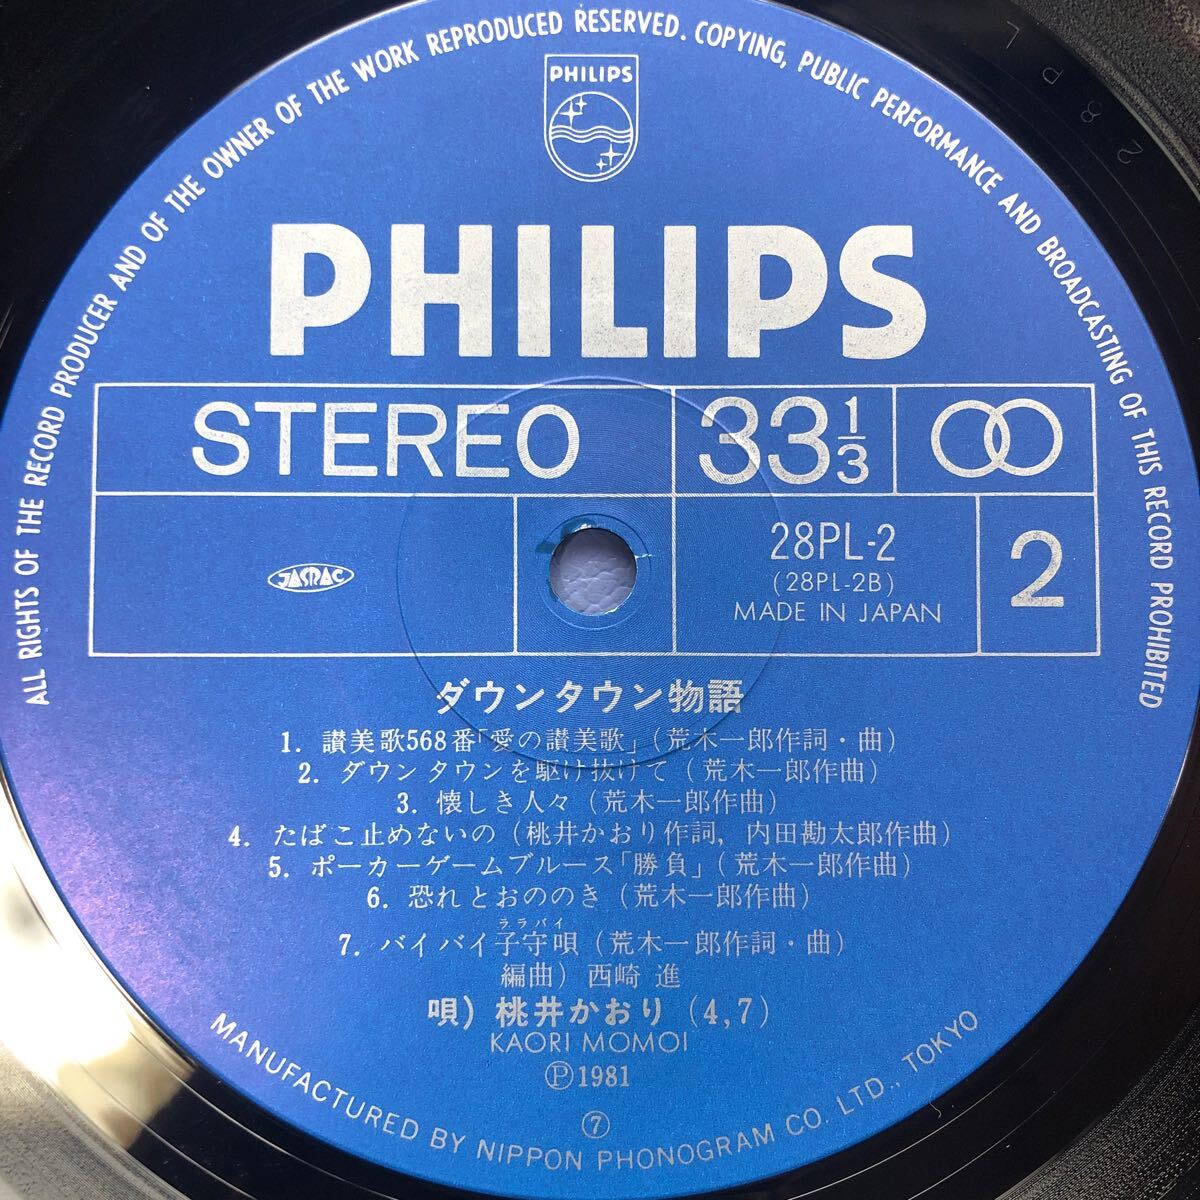 ALL RIGHTS OF THE RECORD PRODUCER AND OF THE OWNER OF THE WORK REPRODUCED RESERVED. COPYING, PUBLIC PERFORMANCE AND BROADCASTING OF THIS RECORD PROHIBITED
PHILIPS
PHILIPS
STEREO
33 1/3
JASRAC
28PL-2
(28PL-2B)
MADE IN JAPAN
2
ダウンタウン物語
1. 讃美歌568番「愛の讃美歌」(荒木一郎作詞・曲)
2. ダウンタウンを駆け抜けて(荒木一郎作曲)
3. 懐しき人々(荒木一郎作曲)
4. たばこ止めないの(桃井かおり作詞, 内田勘太郎作曲)
5. ポーカーゲームブルース「勝負」(荒木一郎作曲)
6. 恐れとおののき(荒木一郎作曲)
ララバイ
7. バイバイ子守唄(荒木一郎作詞・曲)
編曲) 西崎 進
唄) 桃井かおり (4,7)
KAORI MOMOI
Ⓟ1981
⑦
MANUFACTURED BY NIPPON PHONOGRAM CO. LTD., TOKYO
28PL